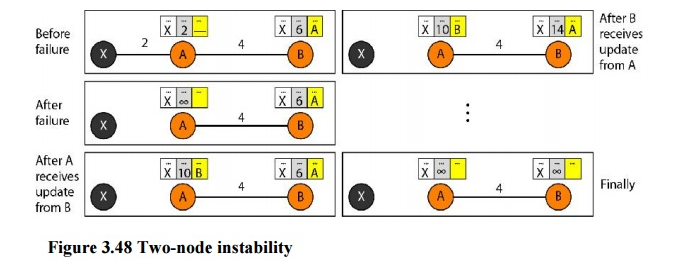 Before
failure
X 2 —
X 6 A
2
4
X
A
B
After
failure
X ∞
X 6 A
4
X
A
B
After A
receives
update
from B
X 10 B
X 6 A
4
X
A
B
X 10 B
X 14 A
4
X
A
B
After B
receives
update
from A
X ∞
X ∞
4
X
A
B
Finally
Figure 3.48 Two-node instability